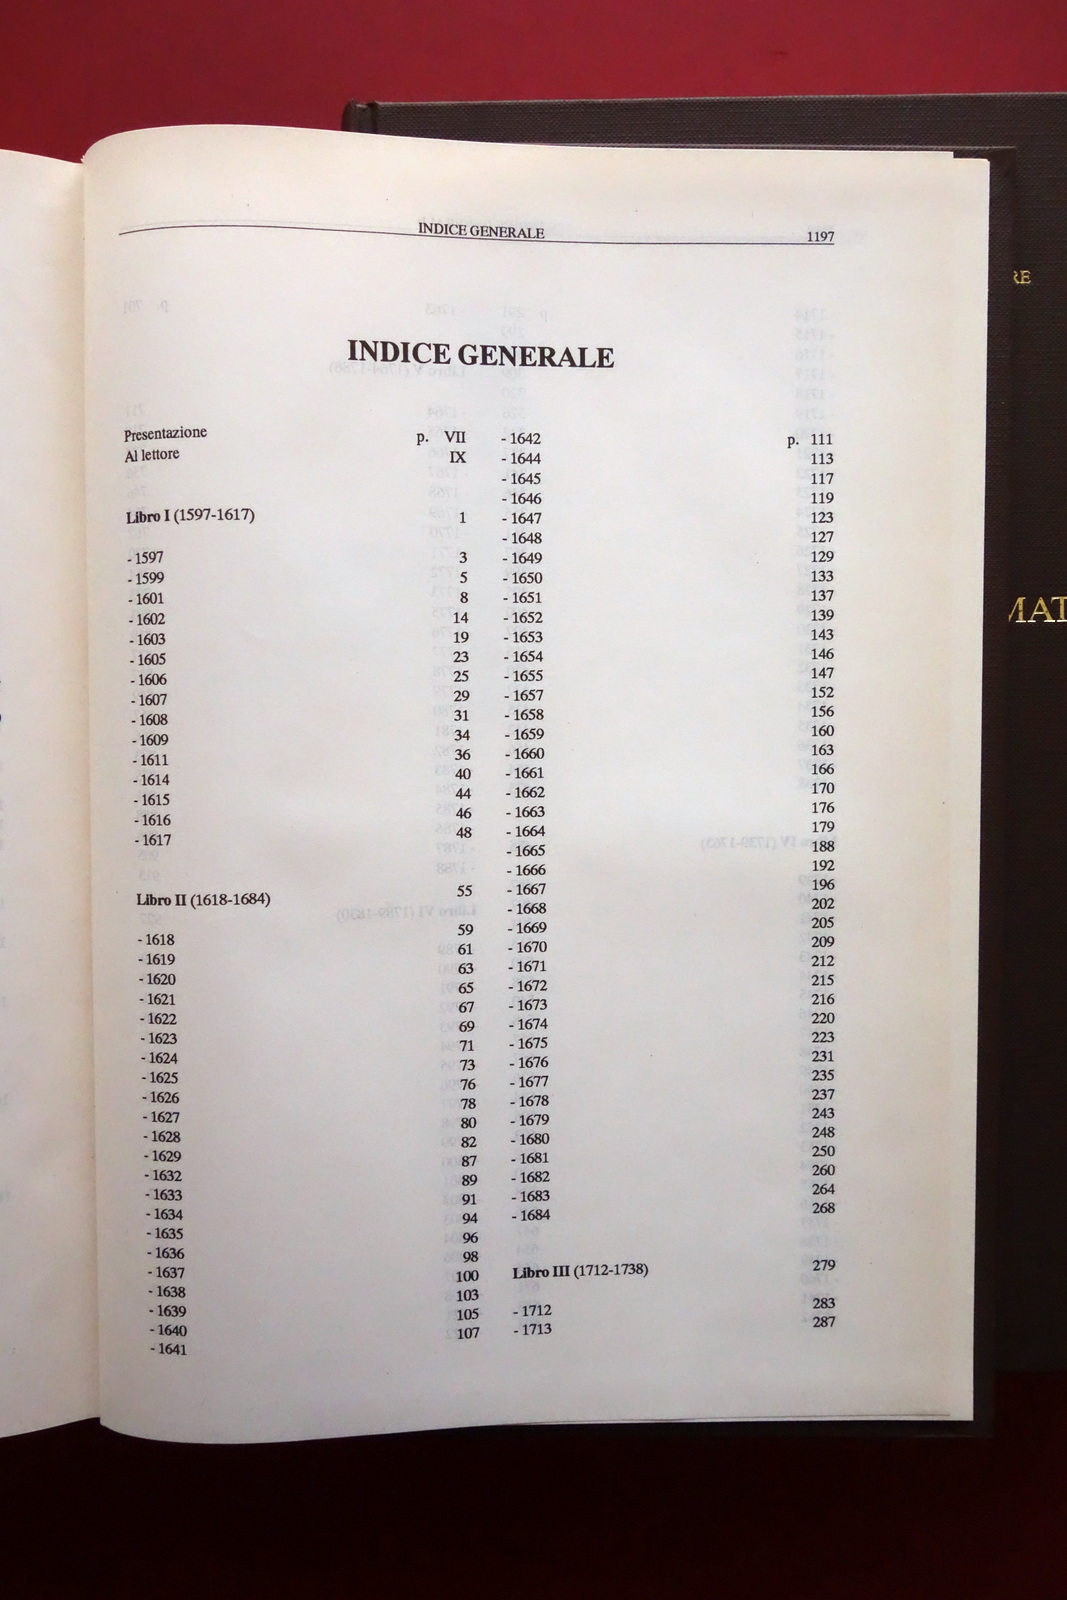 INDICE GENERALE 1197
INDICE GENERALE
Presentazione p. VII
Al lettore IX
Libro I (1597-1617) 1
- 1597 3
- 1599 5
- 1601 8
- 1602 14
- 1603 19
- 1605 23
- 1606 25
- 1607 29
- 1608 31
- 1609 34
- 1611 36
- 1614 40
- 1615 44
- 1616 46
- 1617 48
Libro II (1618-1684) 55
- 1618 59
- 1619 61
- 1620 63
- 1621 65
- 1622 67
- 1623 69
- 1624 71
- 1625 73
- 1626 76
- 1627 78
- 1628 80
- 1629 82
- 1632 87
- 1633 89
- 1634 91
- 1635 94
- 1636 96
- 1637 98
- 1638 100
- 1639 103
- 1640 105
- 1641 107
- 1642 p. 111
- 1644 113
- 1645 117
- 1646 119
- 1647 123
- 1648 127
- 1649 129
- 1650 133
- 1651 137
- 1652 139
- 1653 143
- 1654 146
- 1655 147
- 1657 152
- 1658 156
- 1659 160
- 1660 163
- 1661 166
- 1662 170
- 1663 176
- 1664 179
- 1665 188
- 1666 192
- 1667 196
- 1668 202
- 1669 205
- 1670 209
- 1671 212
- 1672 215
- 1673 216
- 1674 220
- 1675 223
- 1676 231
- 1677 235
- 1678 237
- 1679 243
- 1680 248
- 1681 250
- 1682 260
- 1683 264
- 1684 268
Libro III (1712-1738) 279
- 1712 283
- 1713 287
RE
MAT